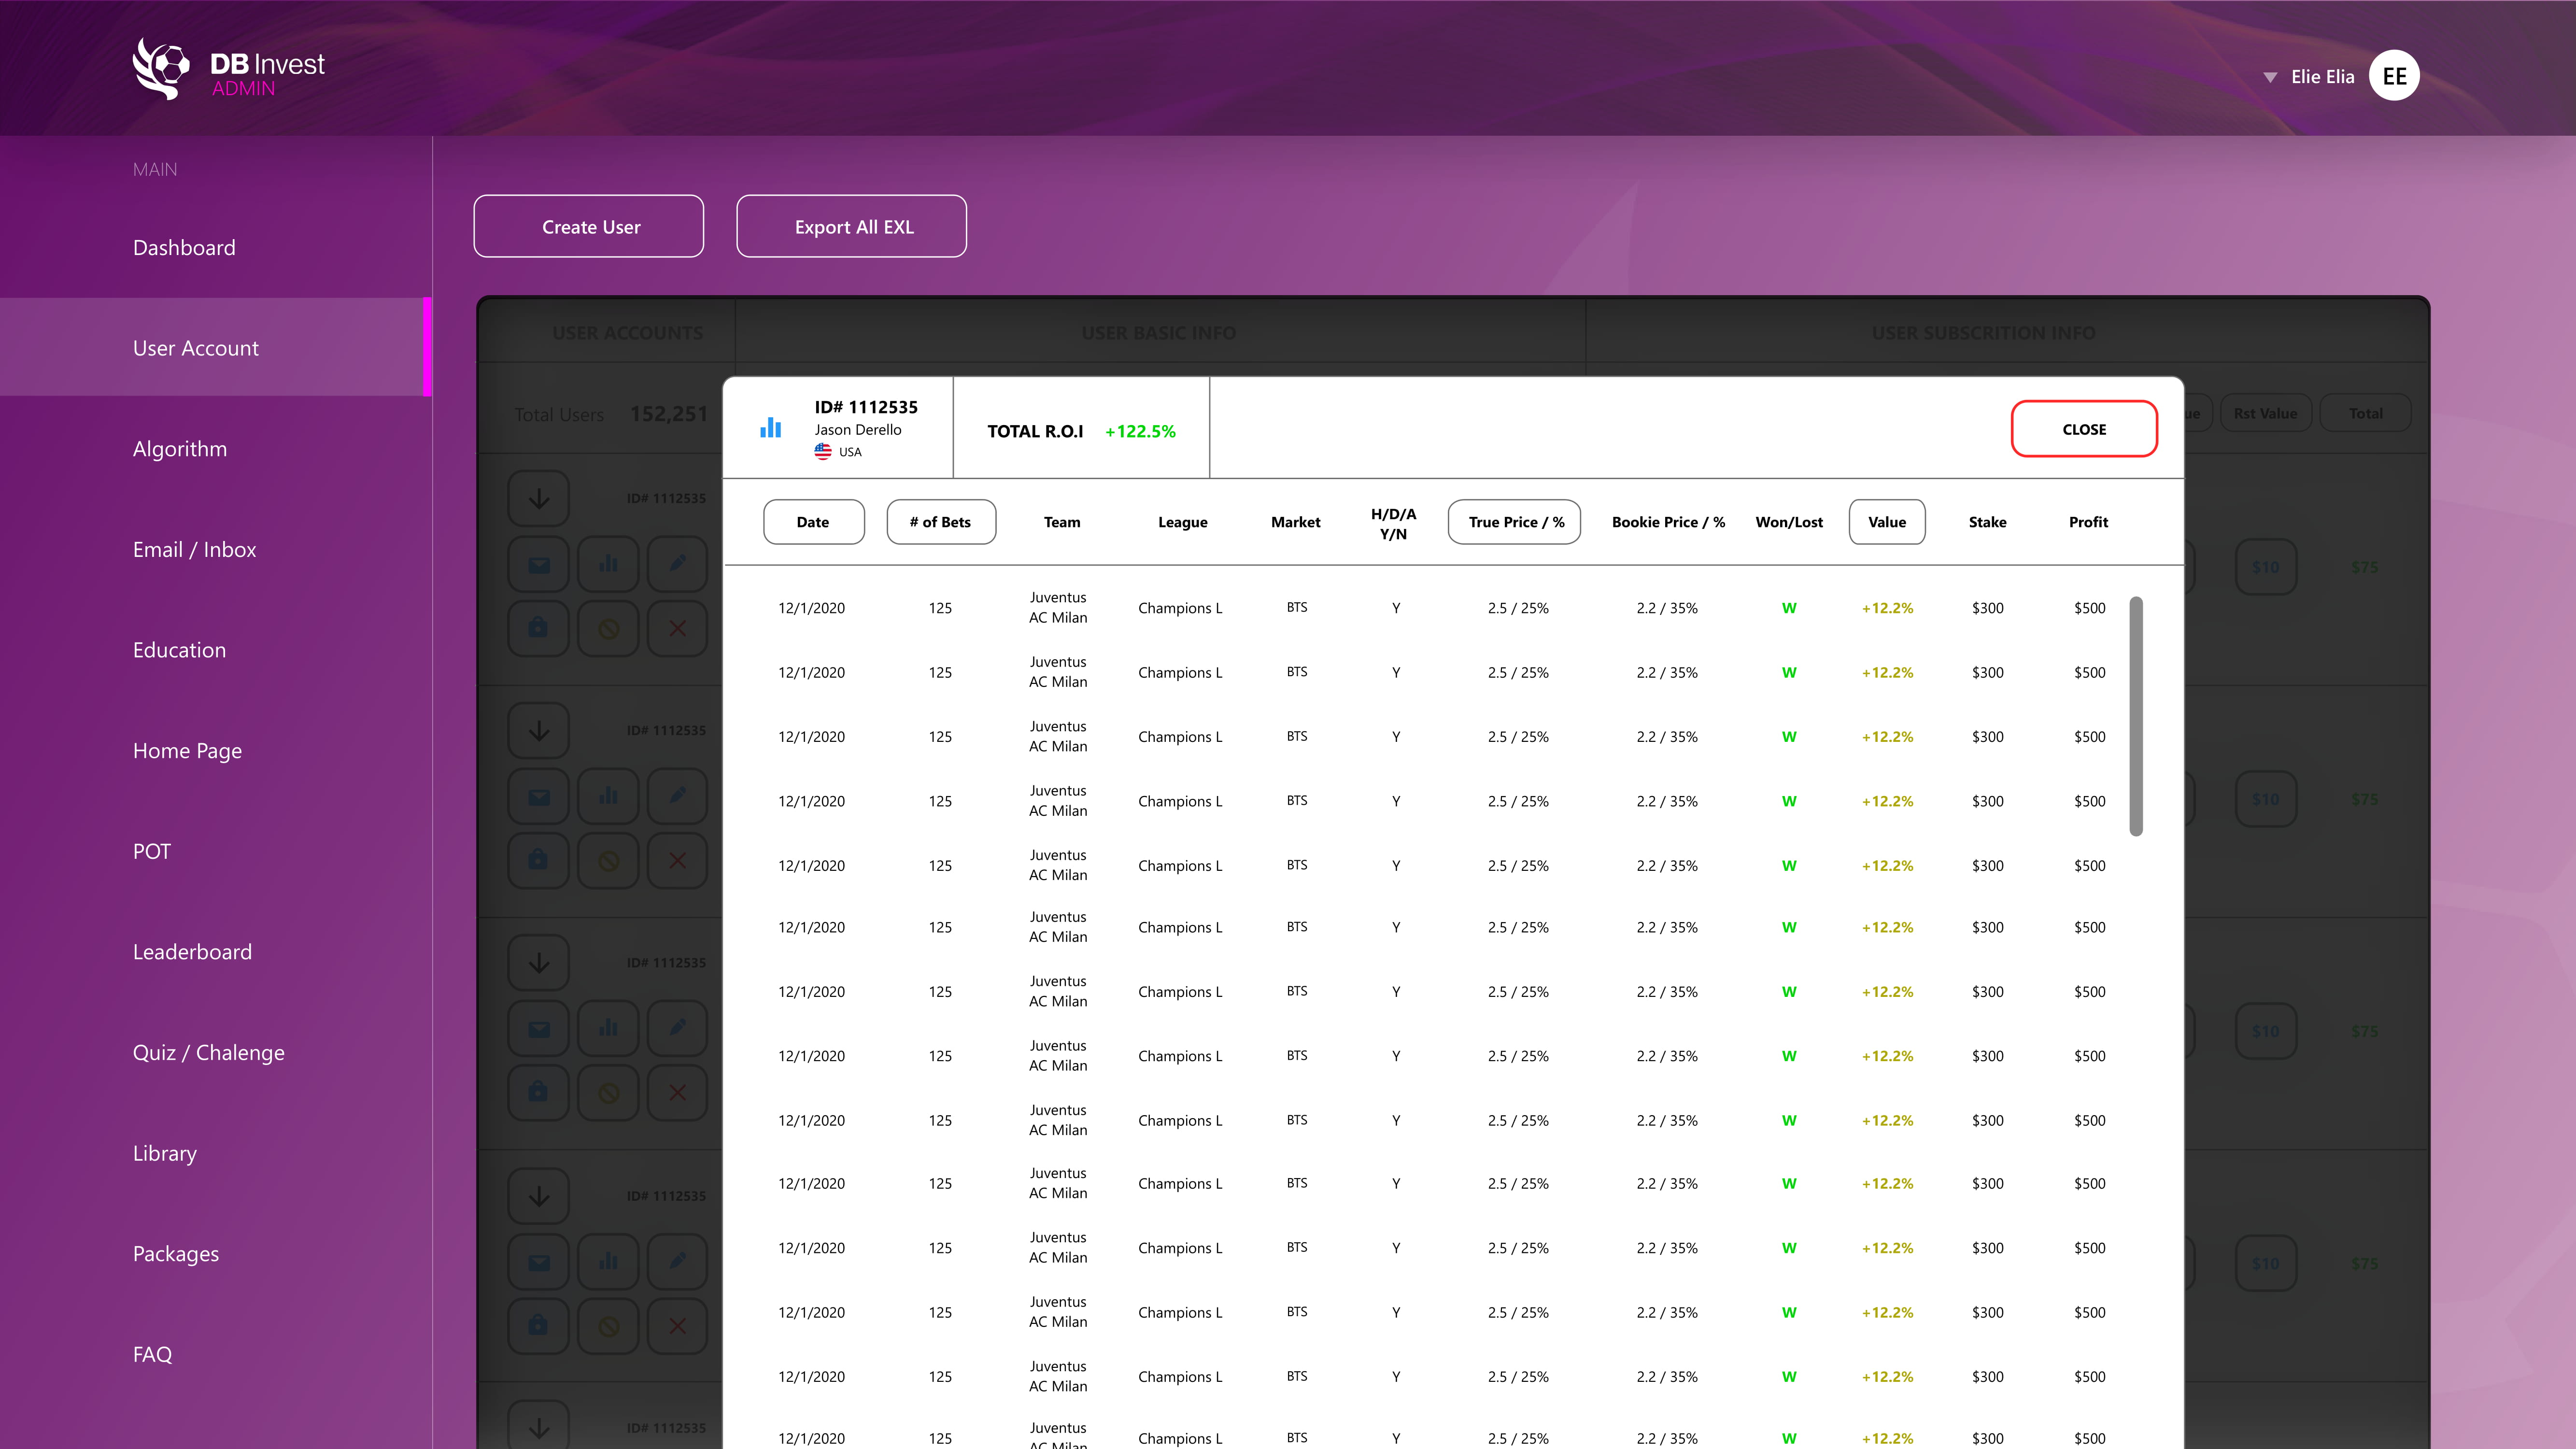 DB Invest
ADMIN
Elie Elia
EE
MAIN
Dashboard
User Account
Algorithm
Email / Inbox
Education
Home Page
POT
Leaderboard
Quiz / Chalenge
Library
Packages
FAQ
Create User
Export All EXL
USER ACCOUNTS
USER BASIC INFO
USER SUBSCRITION INFO
Total Users 152,251
ue
Rst Value
Total
ID# 1112535
$10
$75
ID# 1112535
$10
$75
ID# 1112535
$10
$75
ID# 1112535
$10
$75
ID# 1112535
ID# 1112535
Jason Derello
USA
TOTAL R.O.I +122.5%
CLOSE
Date # of Bets Team League Market H/D/A Y/N True Price / % Bookie Price / % Won/Lost Value Stake Profit
12/1/2020 125 Juventus AC Milan Champions L BTS Y 2.5 / 25% 2.2 / 35% W +12.2% $300 $500
12/1/2020 125 Juventus AC Milan Champions L BTS Y 2.5 / 25% 2.2 / 35% W +12.2% $300 $500
12/1/2020 125 Juventus AC Milan Champions L BTS Y 2.5 / 25% 2.2 / 35% W +12.2% $300 $500
12/1/2020 125 Juventus AC Milan Champions L BTS Y 2.5 / 25% 2.2 / 35% W +12.2% $300 $500
12/1/2020 125 Juventus AC Milan Champions L BTS Y 2.5 / 25% 2.2 / 35% W +12.2% $300 $500
12/1/2020 125 Juventus AC Milan Champions L BTS Y 2.5 / 25% 2.2 / 35% W +12.2% $300 $500
12/1/2020 125 Juventus AC Milan Champions L BTS Y 2.5 / 25% 2.2 / 35% W +12.2% $300 $500
12/1/2020 125 Juventus AC Milan Champions L BTS Y 2.5 / 25% 2.2 / 35% W +12.2% $300 $500
12/1/2020 125 Juventus AC Milan Champions L BTS Y 2.5 / 25% 2.2 / 35% W +12.2% $300 $500
12/1/2020 125 Juventus AC Milan Champions L BTS Y 2.5 / 25% 2.2 / 35% W +12.2% $300 $500
12/1/2020 125 Juventus AC Milan Champions L BTS Y 2.5 / 25% 2.2 / 35% W +12.2% $300 $500
12/1/2020 125 Juventus AC Milan Champions L BTS Y 2.5 / 25% 2.2 / 35% W +12.2% $300 $500
12/1/2020 125 Juventus AC Milan Champions L BTS Y 2.5 / 25% 2.2 / 35% W +12.2% $300 $500
12/1/2020 125 Juventus AC Milan Champions L BTS Y 2.5 / 25% 2.2 / 35% W +12.2% $300 $500